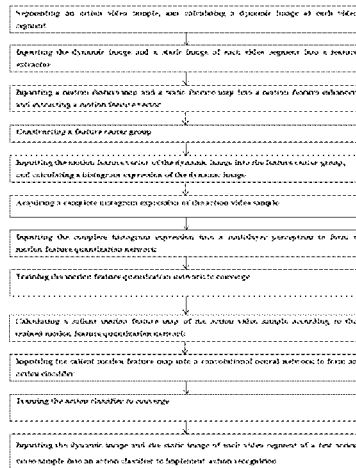 Segmenting an action video sample, and calculating a dynamic image of each video
segment
Inputting the dynamic image and a static image of each video segment into a feature
extractor
Inputting a motion feature map and a static feature map into a motion feature enhancer
and extracting a motion feature vector
Constructing a feature center group
Inputting the motion feature vector of the dynamic image into the feature center group,
and calculating a histogram expression of the dynamic image
Acquiring a complete histogram expression of the action video sample
Inputting the complete histogram expression into a multilayer perceptron to form a
motion feature quantization network
Training the motion feature quantization network to converge
Calculating a salient motion feature map of the action video sample according to the
trained motion feature quantization network
Inputting the salient motion feature map into a convolutional neural network to form an
action classifier
Training the action classifier to converge
Inputting the dynamic image and the static image of each video segment of a test action
video sample into an action classifier to implement action recognition